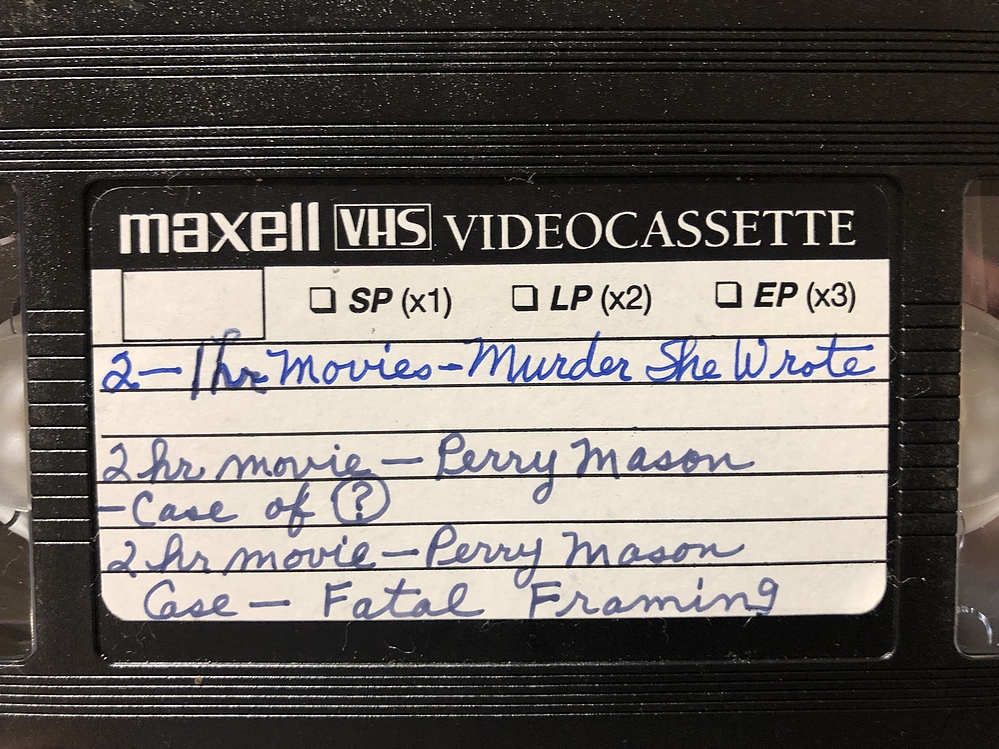 maxell VHS VIDEOCASSETTE
❏ SP (x1) ❏ LP (x2) ❏ EP (x3)
2 — 1hr Movies - Murder She Wrote
2 hr movie — Perry Mason
- Case of ?
2 hr movie — Perry Mason
Case — Fatal Framing